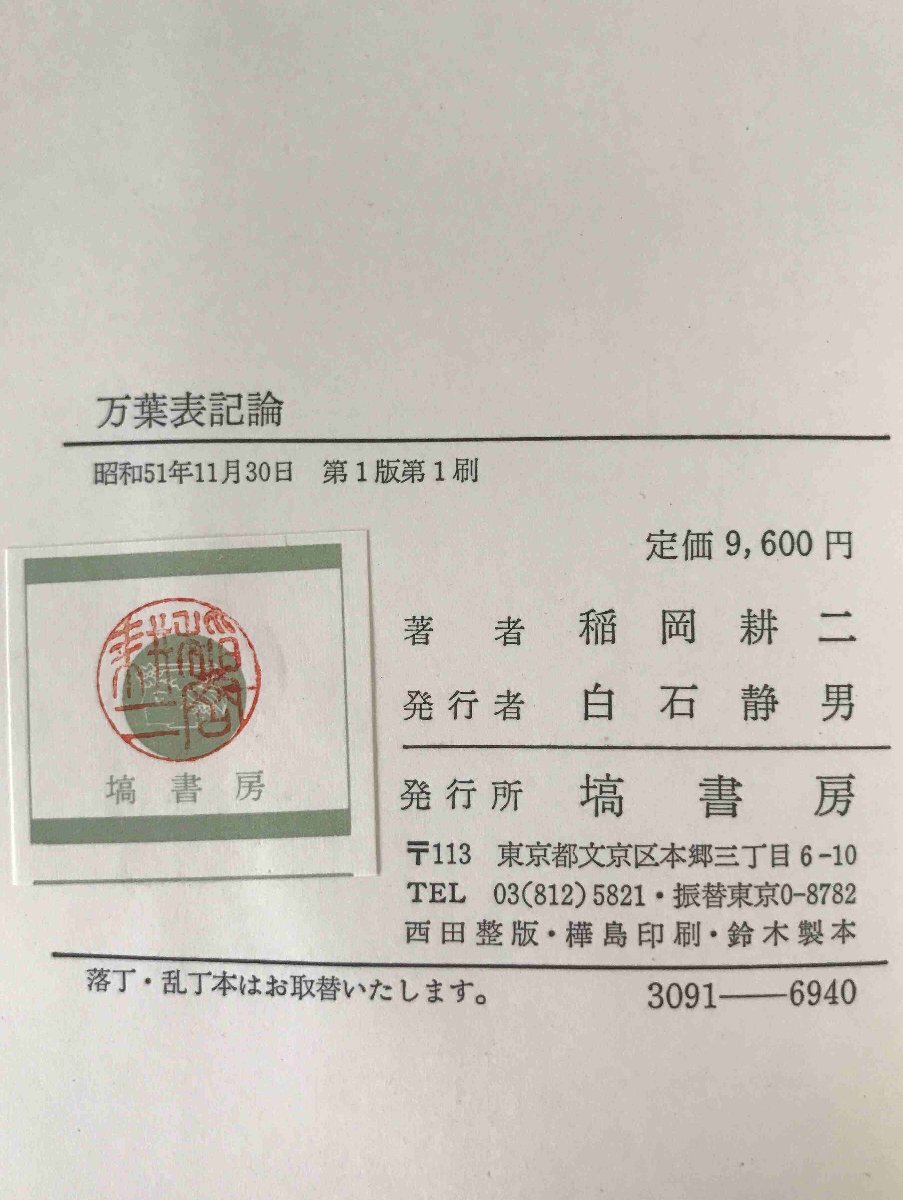 万葉表記論
昭和51年11月30日 第1版第1刷
定価 9,600 円
著者 稲岡耕二
発行者 白石静男
発行所 塙書房
〒113 東京都文京区本郷三丁目6-10
TEL 03(812)5821・振替東京0-8782
西田整版・樺島印刷・鈴木製本
落丁・乱丁本はお取替いたします。
3091――6940
塙書房